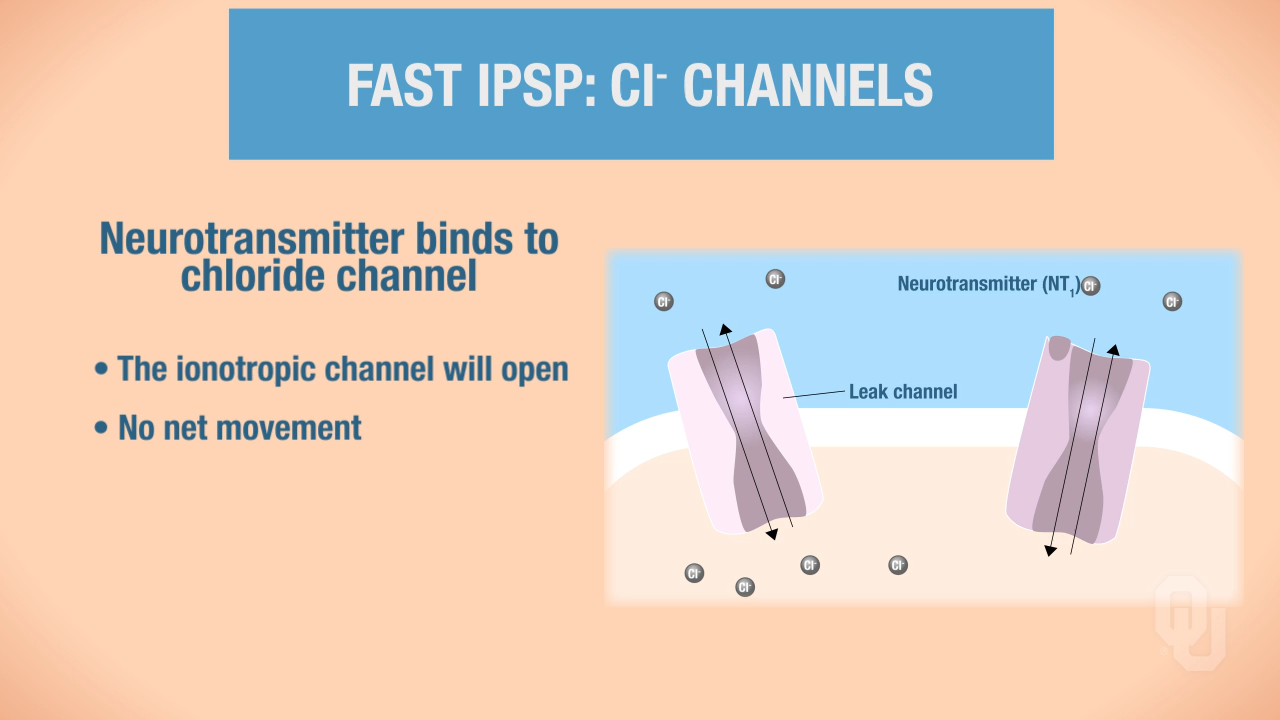 FAST IPSP: Cl⁻ CHANNELS
Neurotransmitter binds to
chloride channel
• The ionotropic channel will open
• No net movement
Cl⁻
Cl⁻
Neurotransmitter (NT₁)
Cl⁻
Cl⁻
Leak channel
Cl⁻
Cl⁻
Cl⁻
Cl⁻
OU